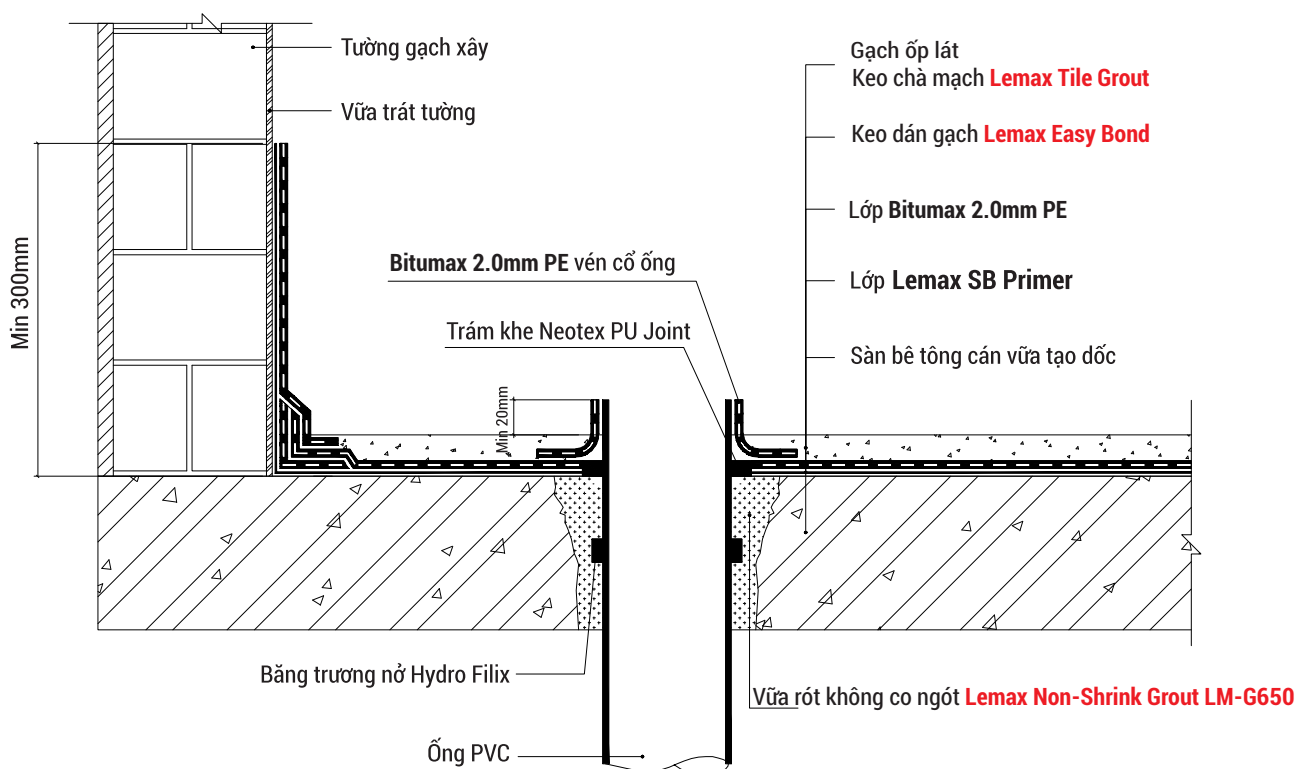 Tường gạch xây
Vữa trát tường
Min 300mm
Bitumax 2.0mm PE vén cổ ống
Trám khe Neotex PU Joint
Min 20mm
Gạch ốp lát
Keo chà mạch Lemax Tile Grout
Keo dán gạch Lemax Easy Bond
Lớp Bitumax 2.0mm PE
Lớp Lemax SB Primer
Sàn bê tông cán vữa tạo dốc
Băng trương nở Hydro Filix
Vữa rót không co ngót Lemax Non-Shrink Grout LM-G650
Ống PVC